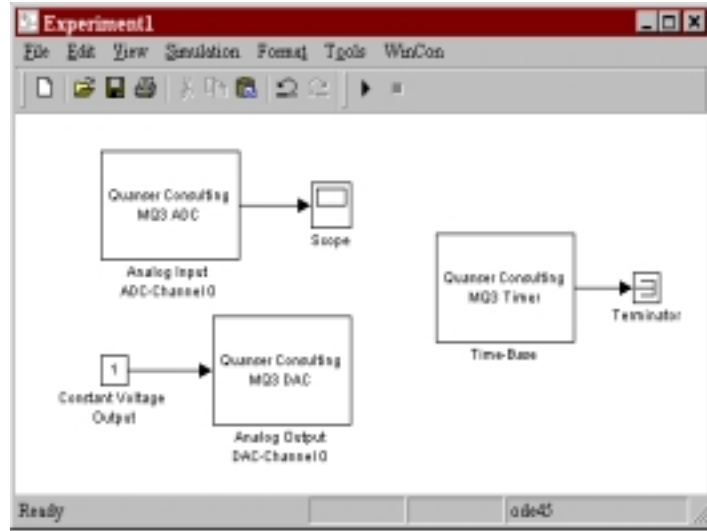 Experiment1
File Edit View Simulation Format Tools WinCon
Quanser Consulting
MQ3 ADC
Scope
Analog Input
ADC-Channel 0
Quanser Consulting
MQ3 Timer
Terminator
Time-Base
1
Constant Voltage
Output
Quanser Consulting
MQ3 DAC
Analog Output
DAC-Channel 0
Ready ode45